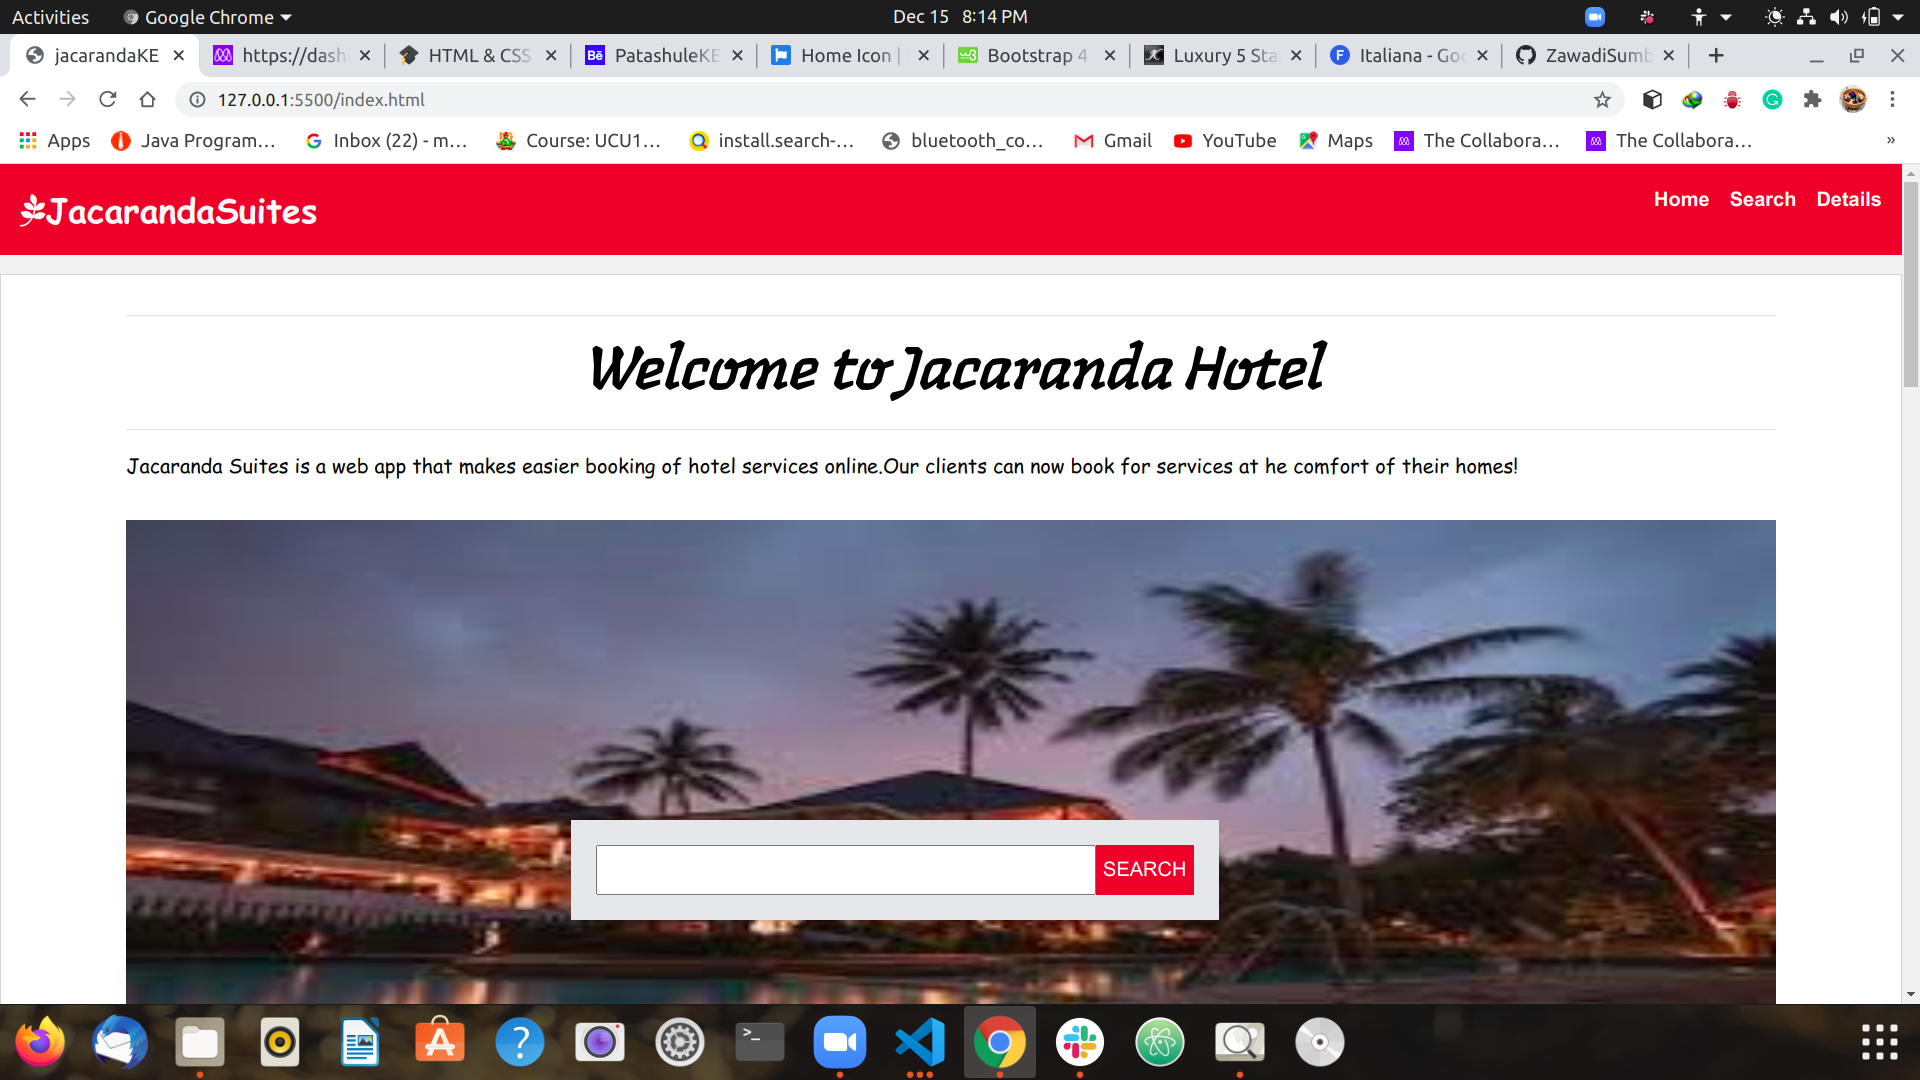 Activities Google Chrome Dec 15 8:14 PM
jacarandaKE https://dash HTML & CSS PatashuleKE Home Icon | Bootstrap 4 Luxury 5 Sta Italiana - Goo ZawadiSumb
127.0.0.1:5500/index.html
Apps Java Program... Inbox (22) - m... Course: UCU1... install.search-... bluetooth_co... Gmail YouTube Maps The Collabora... The Collabora... »
JacarandaSuites Home Search Details
Welcome to Jacaranda Hotel
Jacaranda Suites is a web app that makes easier booking of hotel services online.Our clients can now book for services at he comfort of their homes!
SEARCH